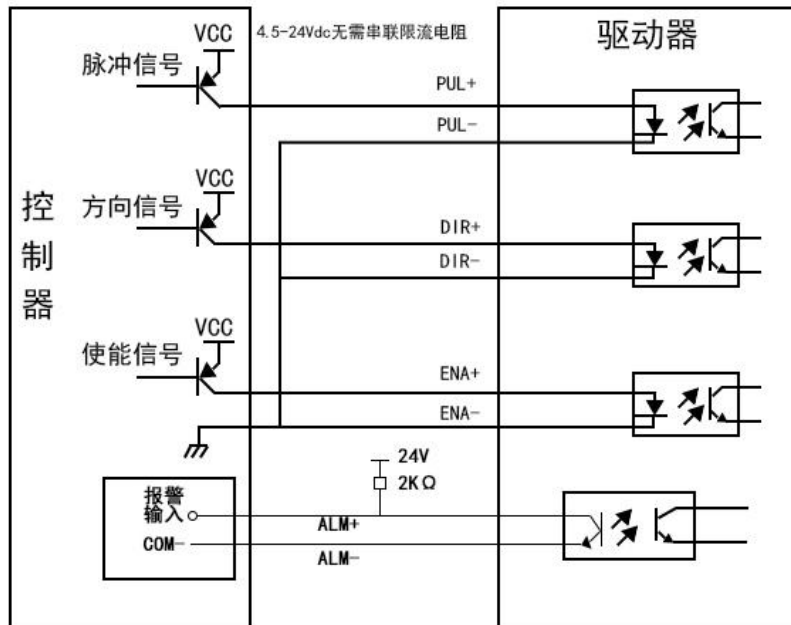 VCC
4.5-24Vdc无需串联限流电阻
驱动器
脉冲信号
PUL+
PUL-
VCC
方向信号
DIR+
DIR-
控制器
VCC
使能信号
ENA+
ENA-
24V
2KΩ
报警
输入
ALM+
COM-
ALM-